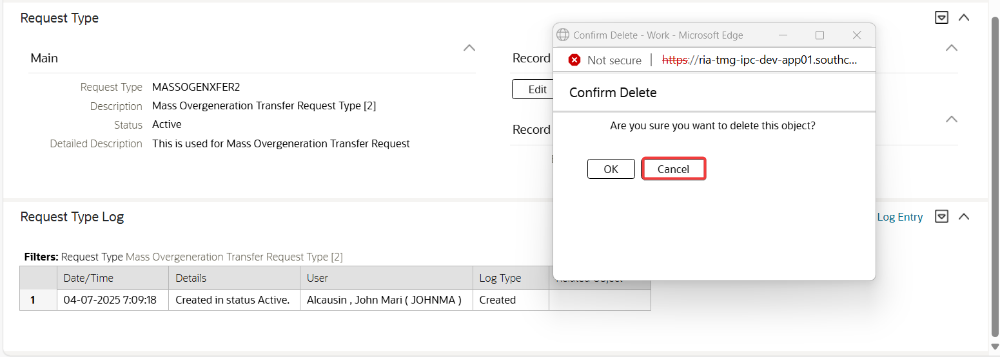 Request Type
Main
Request Type MASSOGENXFER2
Description Mass Overgeneration Transfer Request Type [2]
Status Active
Detailed Description This is used for Mass Overgeneration Transfer Request
Record
Edit
Record
Confirm Delete - Work - Microsoft Edge
Not secure | https://ria-tmg-ipc-dev-app01.southc...
Confirm Delete
Are you sure you want to delete this object?
OK Cancel
Request Type Log
Log Entry
Filters: Request Type Mass Overgeneration Transfer Request Type [2]
Date/Time Details User Log Type Related Object
1 04-07-2025 7:09:18 Created in status Active. Alcausin , John Mari ( JOHNMA ) Created